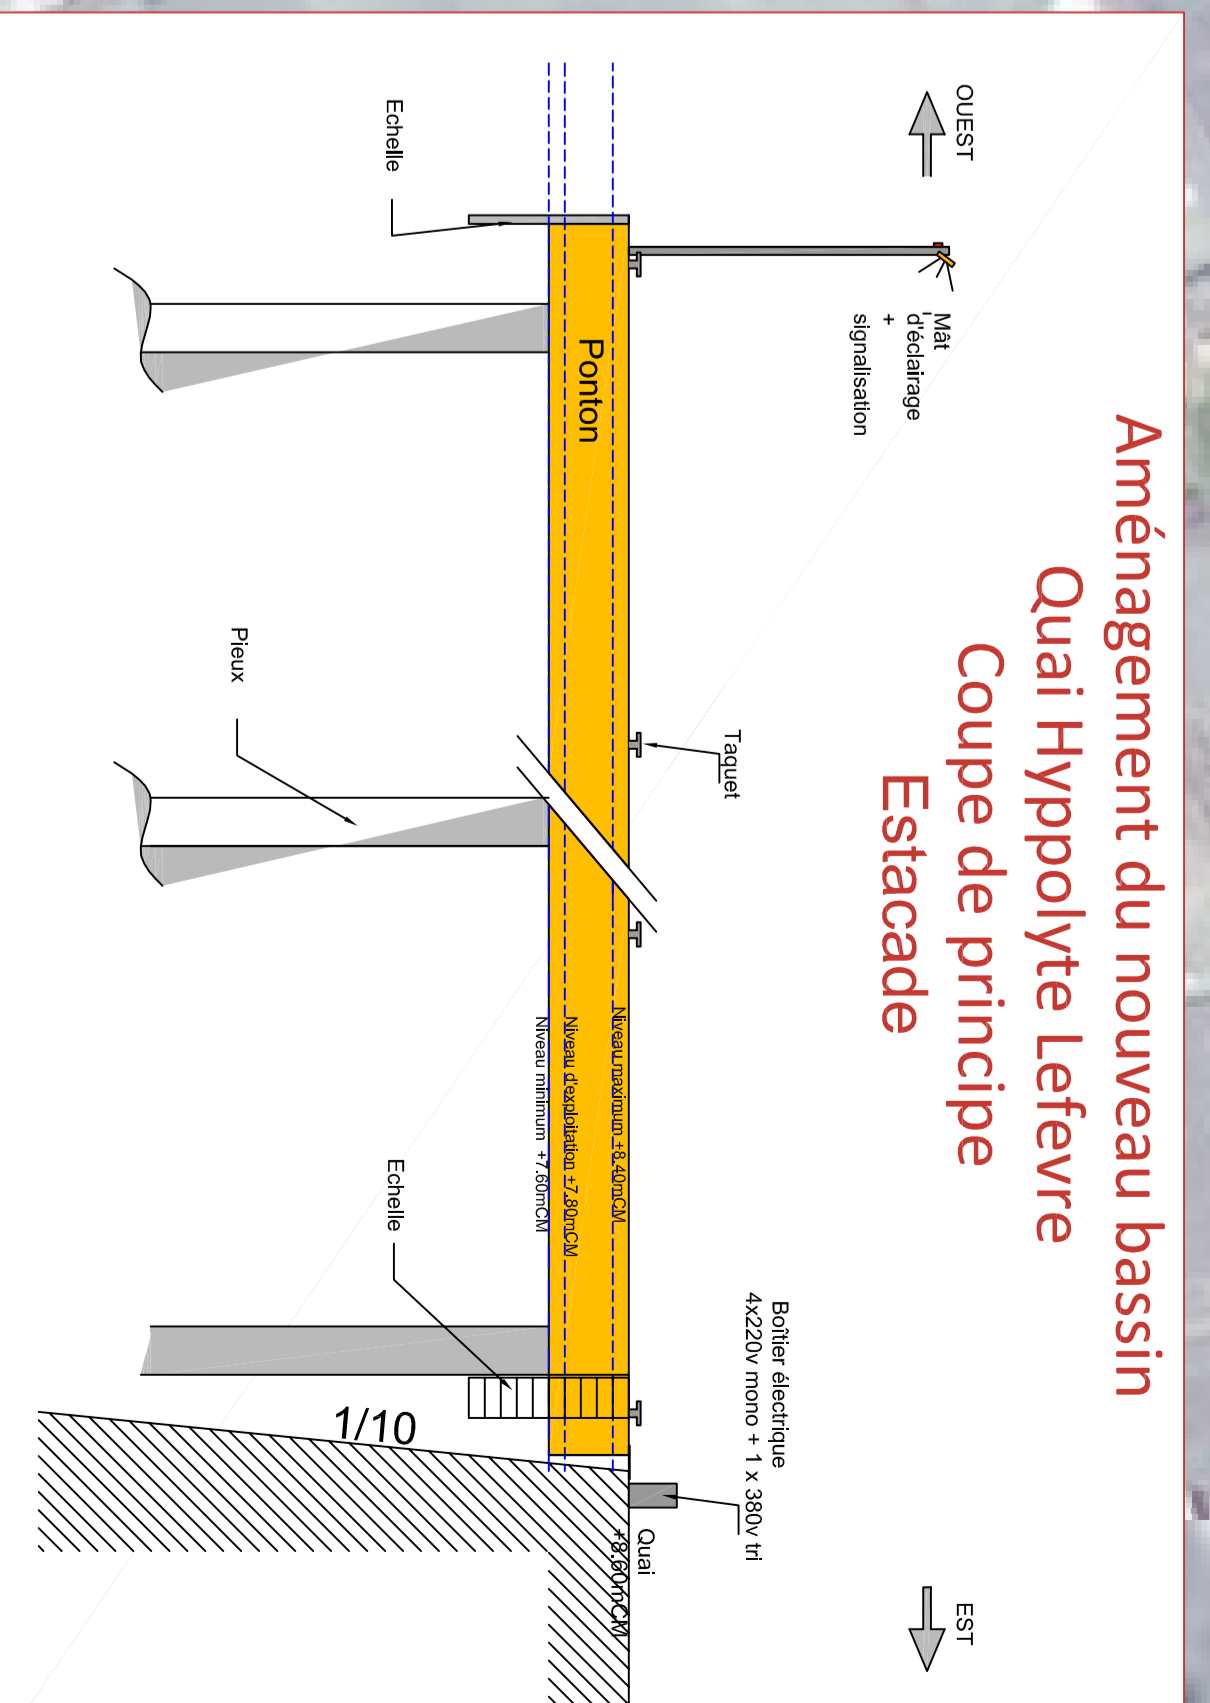 Aménagement du nouveau bassin
Quai Hyppolyte Lefevre
Coupe de principe
Estacade
OUEST
EST
Mât
d'éclairage
+
signalisation
Echelle
Ponton
Taquet
Pieux
Niveau maximum +8.40mCM
Niveau d'exploitation +7.80mCM
Niveau minimum +7.60mCM
Echelle
Boîtier électrique
4x220v mono + 1 x 380v tri
Quai
+8.60mCM
1/10